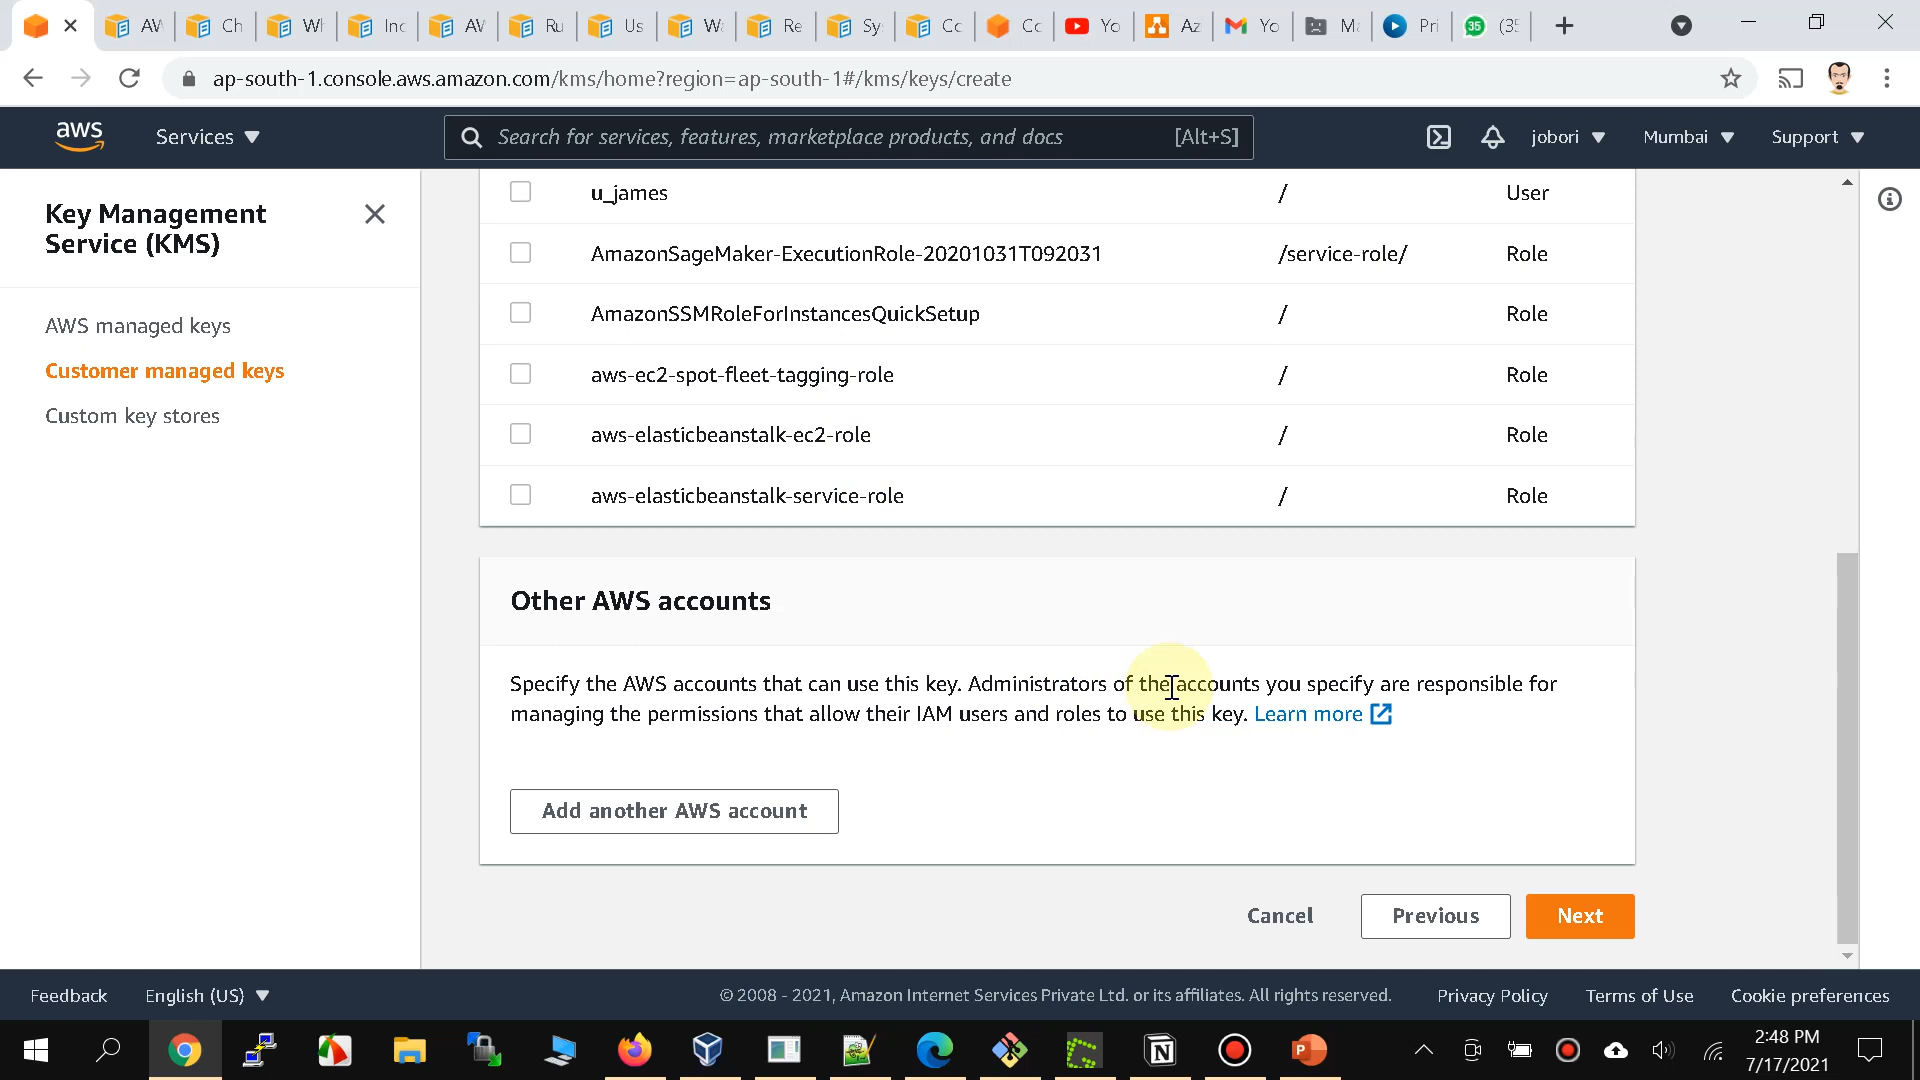 AV
Ch
Wh
Inc
AV
Ru
Us
Wa
Re
Sy
Co
Co
Yo
Az
Yo
Ma
Pri
35
(35
ap-south-1.console.aws.amazon.com/kms/home?region=ap-south-1#/kms/keys/create
aws
Services
Search for services, features, marketplace products, and docs
[Alt+S]
jobori
Mumbai
Support
Key Management
Service (KMS)
AWS managed keys
Customer managed keys
Custom key stores
u_james / User
AmazonSageMaker-ExecutionRole-20201031T092031 /service-role/ Role
AmazonSSMRoleForInstancesQuickSetup / Role
aws-ec2-spot-fleet-tagging-role / Role
aws-elasticbeanstalk-ec2-role / Role
aws-elasticbeanstalk-service-role / Role
Other AWS accounts
Specify the AWS accounts that can use this key. Administrators of the accounts you specify are responsible for
managing the permissions that allow their IAM users and roles to use this key. Learn more
Add another AWS account
Cancel
Previous
Next
Feedback
English (US)
© 2008 - 2021, Amazon Internet Services Private Ltd. or its affiliates. All rights reserved.
Privacy Policy
Terms of Use
Cookie preferences
2:48 PM
7/17/2021